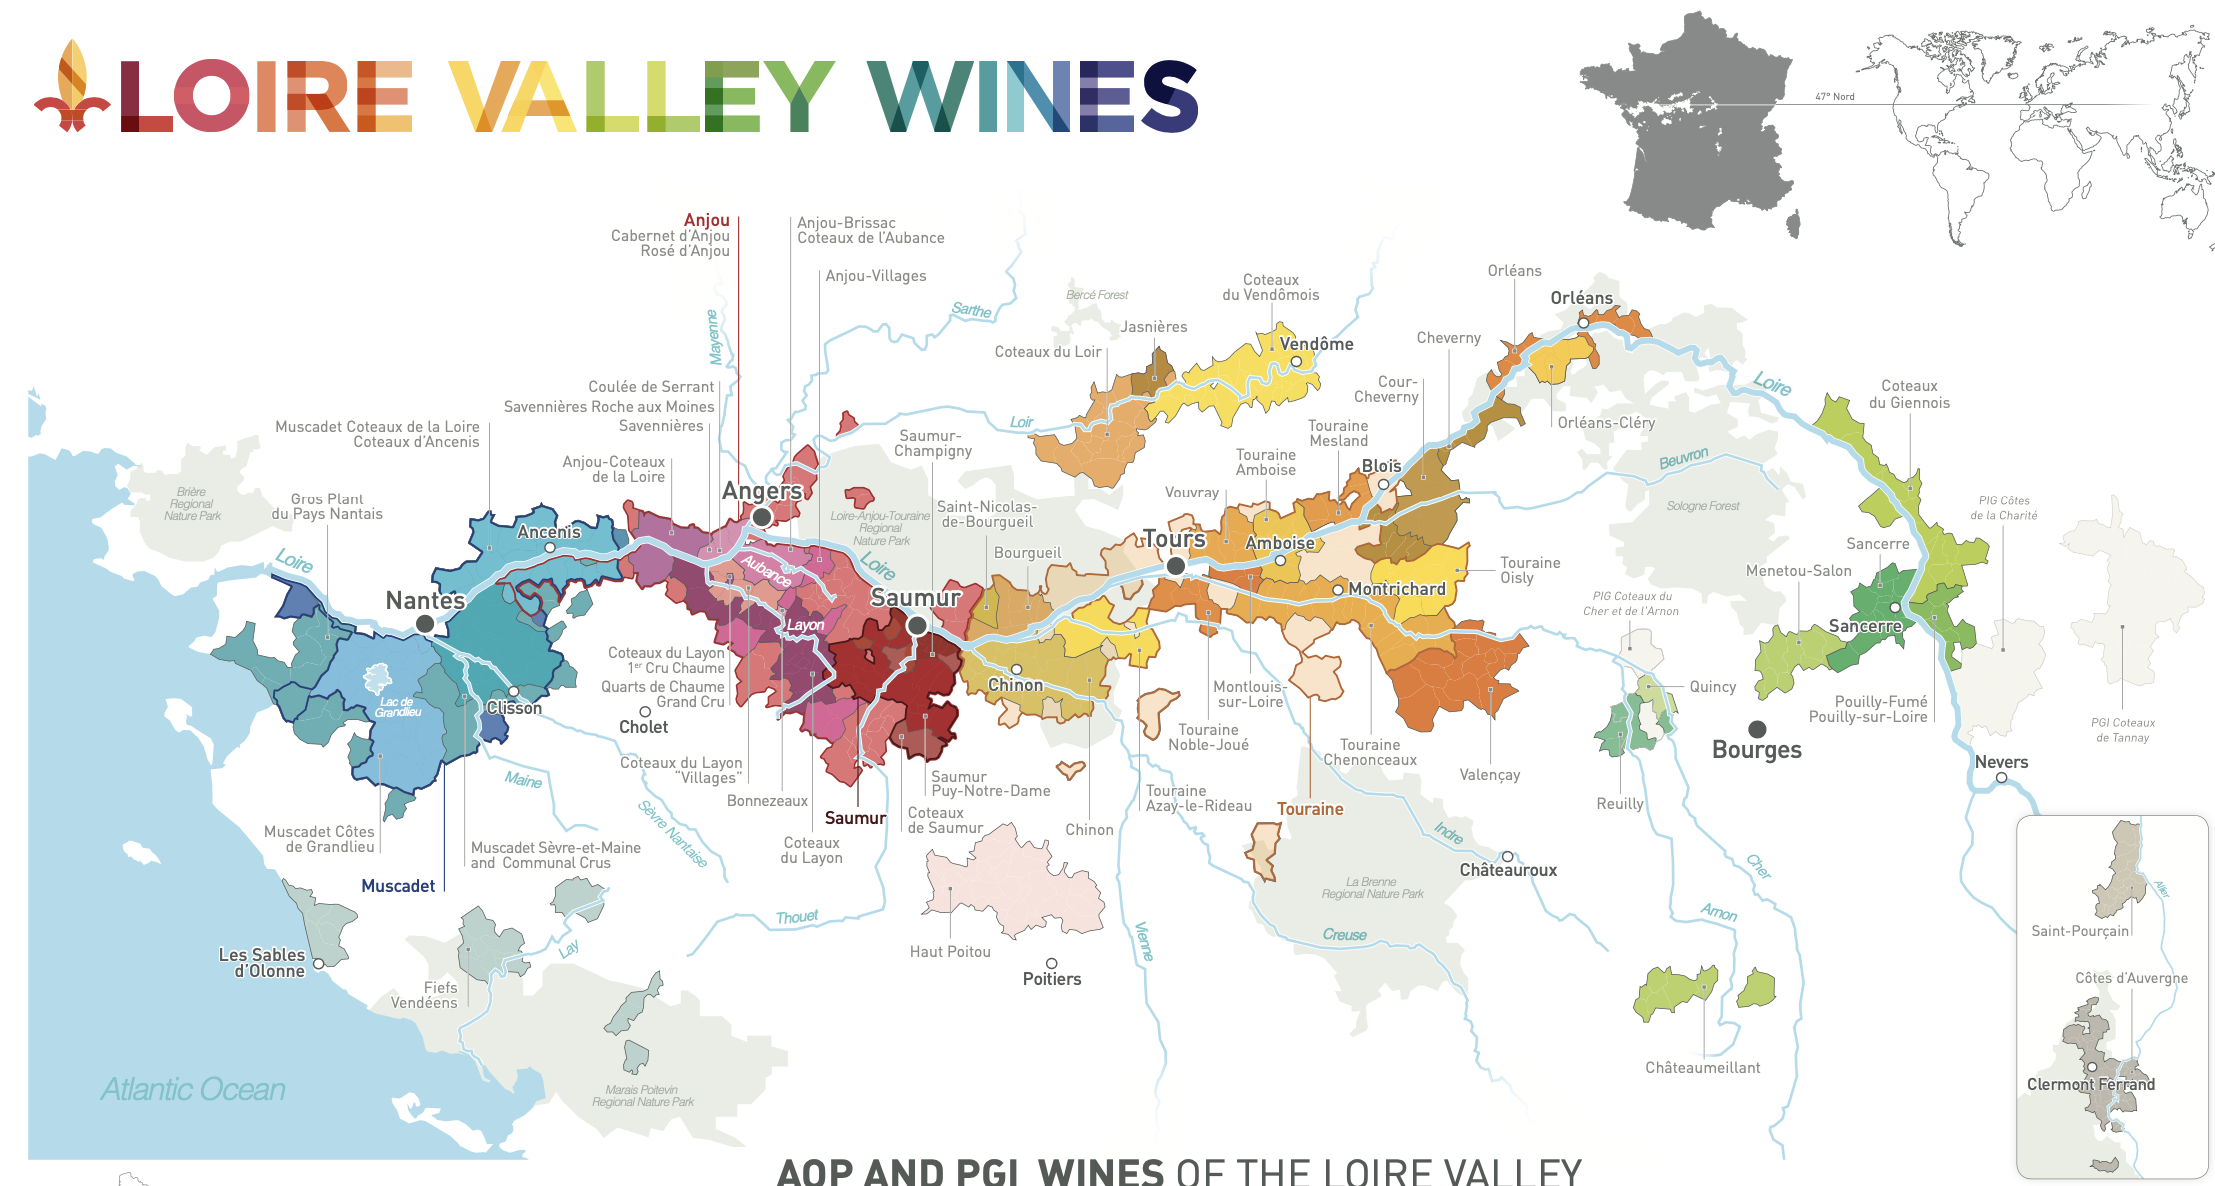 LOIRE VALLEY WINES
47° Nord
Anjou
Cabernet d'Anjou
Rosé d'Anjou
Anjou-Brissac
Coteaux de l'Aubance
Anjou-Villages
Mayenne
Sarthe
Bercé Forest
Coteaux
du Vendômois
Jasnières
Coteaux du Loir
Vendôme
Cheverny
Orléans
Orléans
Cour-
Cheverny
Loire
Coteaux
du Giennois
Coulée de Serrant
Savennières Roche aux Moines
Savennières
Muscadet Coteaux de la Loire
Coteaux d'Ancenis
Anjou-Coteaux
de la Loire
Loir
Saumur-
Champigny
Touraine
Mesland
Touraine
Amboise
Orléans-Cléry
Beuvron
Blois
Vouvray
Brière
Regional
Nature Park
Gros Plant
du Pays Nantais
Angers
Loire-Anjou-Touraine
Regional
Nature Park
Saint-Nicolas-
de-Bourgueil
Bourgueil
Sologne Forest
PIG Côtes
de la Charité
Ancenis
Loire
Loire
Aubance
Tours
Amboise
Touraine
Oisly
Sancerre
Menetou-Salon
Nantes
Saumur
Montrichard
PIG Coteaux du
Cher et de l'Arnon
Layon
Sancerre
Coteaux du Layon
1er Cru Chaume
Quarts de Chaume
Grand Cru
Lac de
Grandlieu
Clisson
Cholet
Chinon
Montlouis-
sur-Loire
Quincy
Pouilly-Fumé
Pouilly-sur-Loire
Touraine
Noble-Joué
Touraine
Chenonceaux
Valençay
Bourges
PGI Coteaux
de Tannay
Nevers
Maine
Coteaux du Layon
"Villages"
Bonnezeaux
Saumur
Saumur
Puy-Notre-Dame
Coteaux
de Saumur
Chinon
Touraine
Azay-le-Rideau
Touraine
Reuilly
Sèvre Nantaise
Coteaux
du Layon
Muscadet Côtes
de Grandlieu
Muscadet Sèvre-et-Maine
and Communal Crus
Muscadet
Indre
Châteauroux
Cher
La Brenne
Regional Nature Park
Arnon
Allier
Saint-Pourçain
Thouet
Creuse
Vienne
Haut Poitou
Poitiers
Les Sables
d'Olonne
Lay
Fiefs
Vendéens
Côtes d'Auvergne
Châteaumeillant
Clermont Ferrand
Atlantic Ocean
Marais Poitevin
Regional Nature Park
AOP AND PGI WINES OF THE LOIRE VALLEY